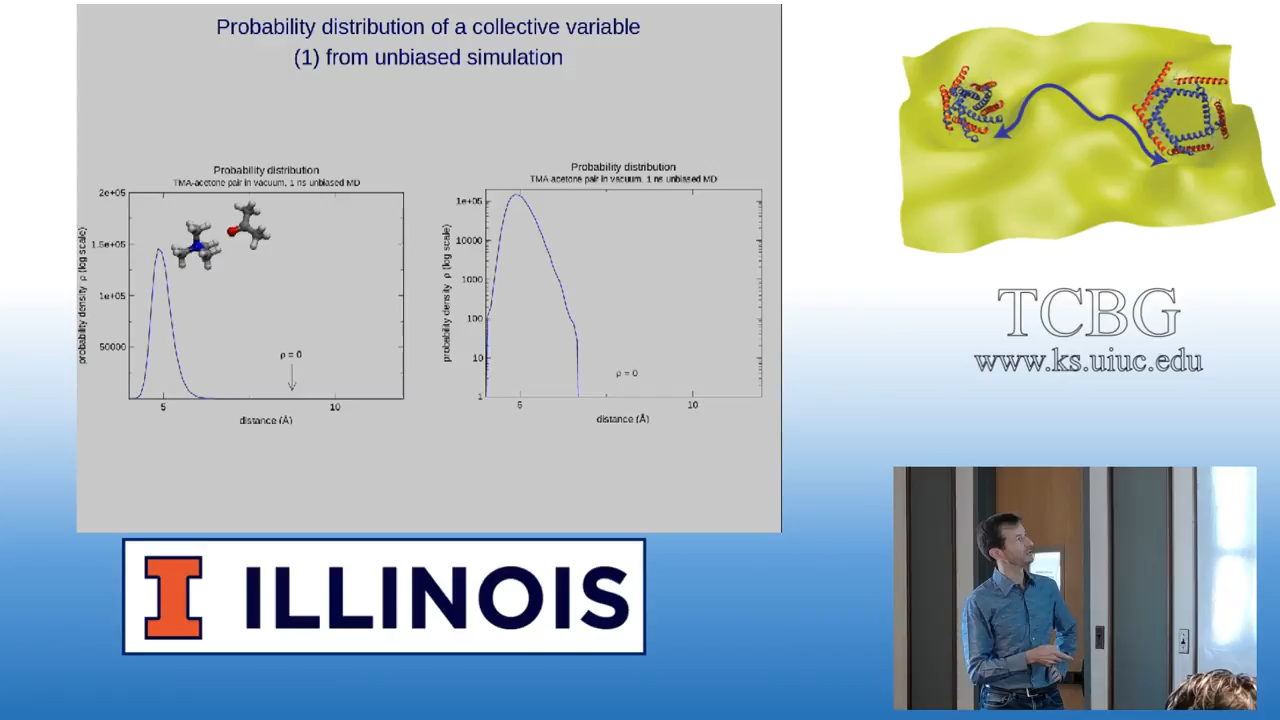 Probability distribution of a collective variable
(1) from unbiased simulation
Probability distribution
TMA-acetone pair in vacuum, 1 ns unbiased MD
2e+05
1.5e+05
1e+05
50000
probability density ρ (log scale)
ρ = 0
5
10
distance (Å)
Probability distribution
TMA-acetone pair in vacuum, 1 ns unbiased MD
1e+05
10000
1000
100
10
1
probability density ρ (log scale)
ρ = 0
5
10
distance (Å)
TCBG
www.ks.uiuc.edu
I ILLINOIS